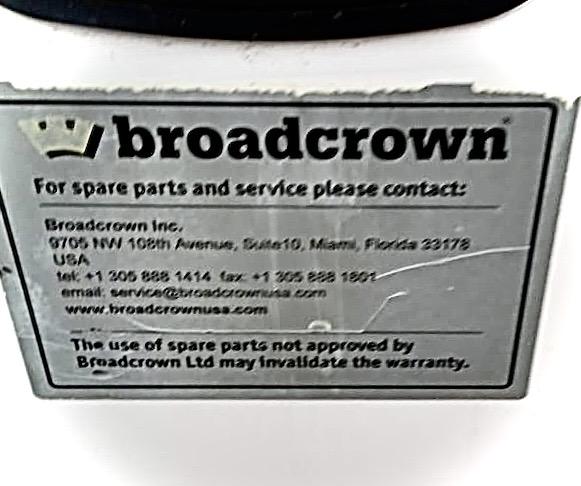 broadcrown
For spare parts and service please contact:
Broadcrown Inc.
9705 NW 108th Avenue, Suite10, Miami, Florida 33178
USA
tel: +1 305 888 1414 fax: +1 305 888 1801
email: service@broadcrownusa.com
www.broadcrownusa.com
The use of spare parts not approved by
Broadcrown Ltd may invalidate the warranty.